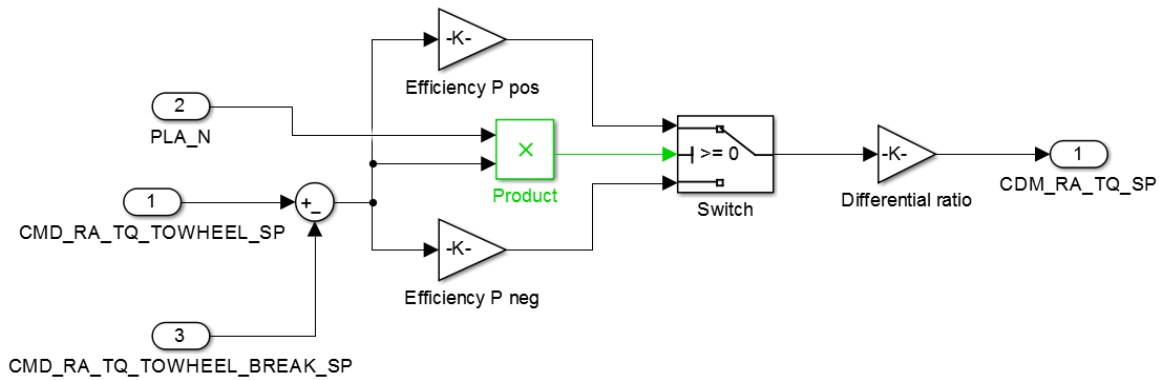 -K-
Efficiency P pos
2
PLA_N
×
Product
>= 0
Switch
-K-
Differential ratio
1
CDM_RA_TQ_SP
1
CMD_RA_TQ_TOWHEEL_SP
+
-
-K-
Efficiency P neg
3
CMD_RA_TQ_TOWHEEL_BREAK_SP